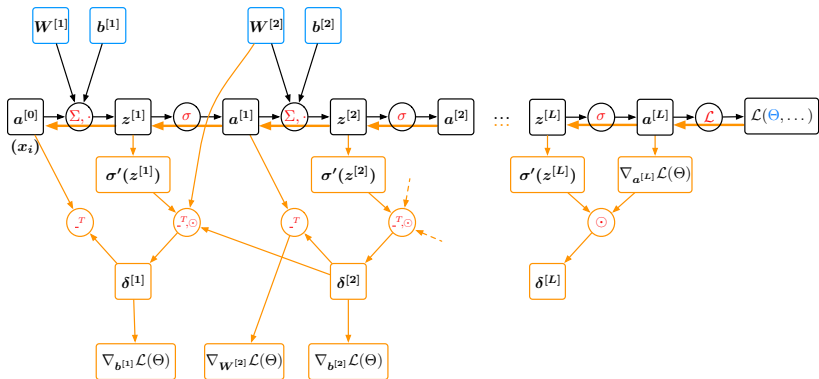 W^{[1]} b^{[1]} W^{[2]} b^{[2]}
a^{[0]} Σ,· z^{[1]} σ a^{[1]} Σ,· z^{[2]} σ a^{[2]} ... z^{[L]} σ a^{[L]} ℒ ℒ(Θ,...)
(x_i)
σ′(z^{[1]}) σ′(z^{[2]}) σ′(z^{[L]}) ∇_{a^{[L]}}ℒ(Θ)
_^T _^T,⊙ _^T _^T,⊙ ⊙
δ^{[1]} δ^{[2]} δ^{[L]}
∇_{b^{[1]}}ℒ(Θ) ∇_{W^{[2]}}ℒ(Θ) ∇_{b^{[2]}}ℒ(Θ)